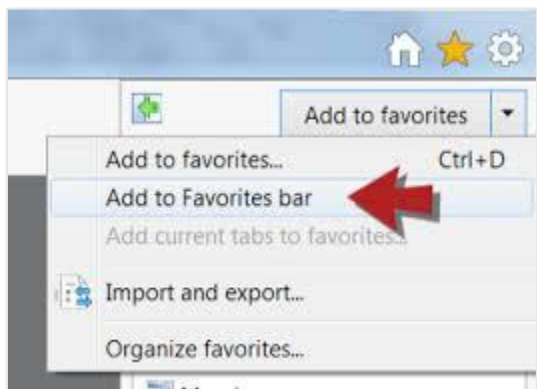 Add to favorites
Add to favorites... Ctrl+D
Add to Favorites bar
Add current tabs to favorites...
Import and export...
Organize favorites...